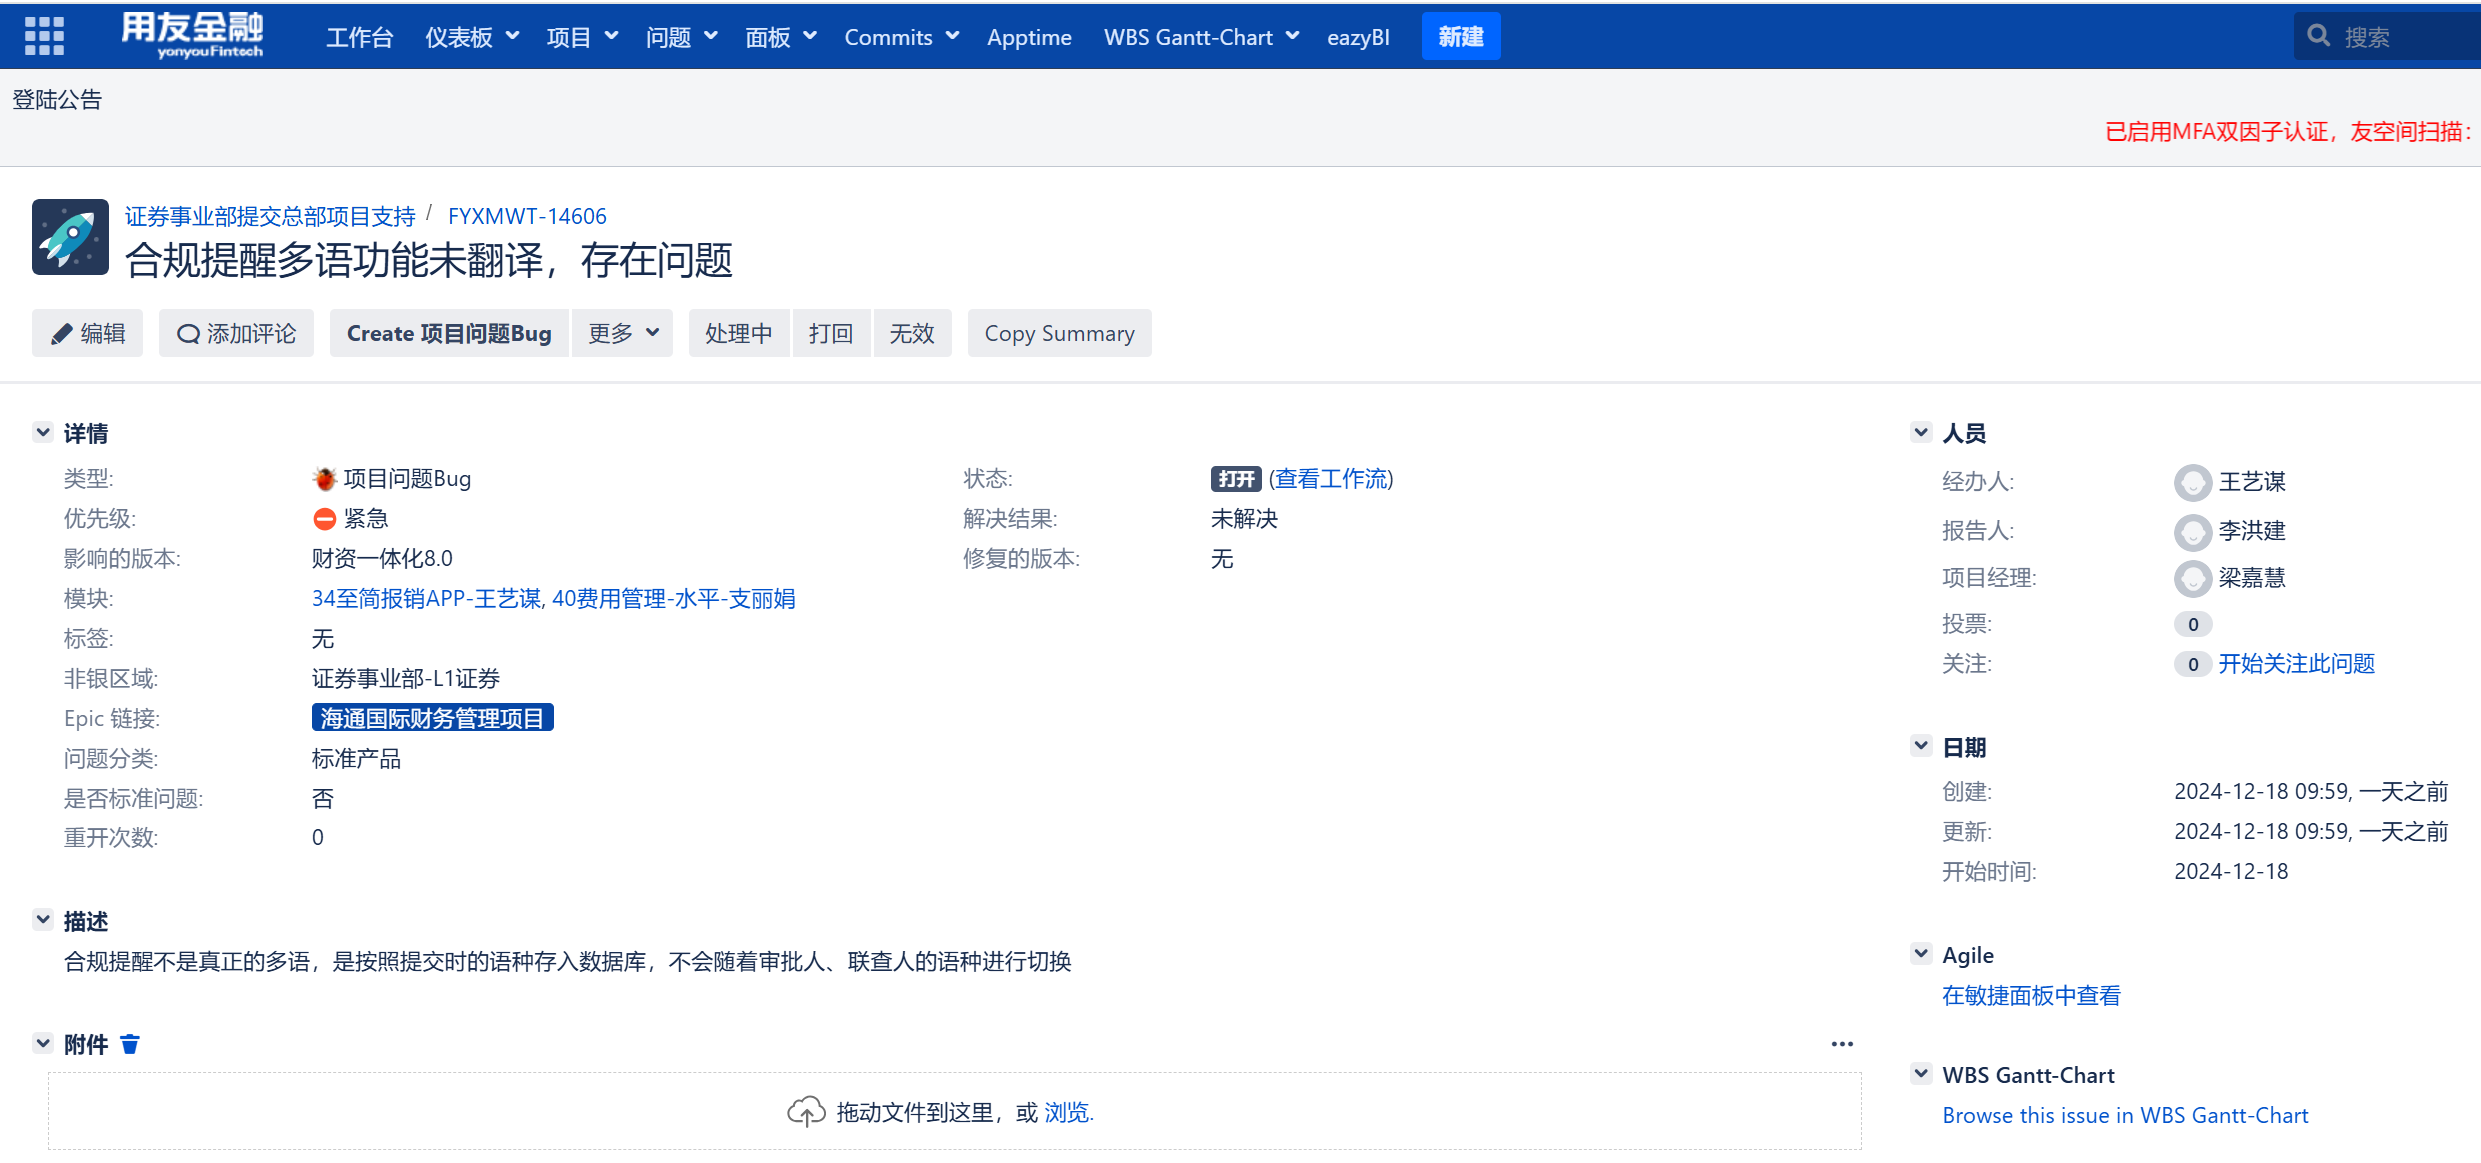 用友金融
yonyouFintech
工作台 仪表板 项目 问题 面板 Commits Apptime WBS Gantt-Chart eazyBI 新建 搜索
登陆公告
已启用MFA双因子认证，友空间扫描：
证券事业部提交总部项目支持 / FYXMWT-14606
合规提醒多语功能未翻译，存在问题
编辑 添加评论 Create 项目问题Bug 更多 处理中 打回 无效 Copy Summary
详情
类型: 项目问题Bug
优先级: 紧急
影响的版本: 财资一体化8.0
模块: 34至简报销APP-王艺谋, 40费用管理-水平-支丽娟
标签: 无
非银区域: 证券事业部-L1证券
Epic 链接: 海通国际财务管理项目
问题分类: 标准产品
是否标准问题: 否
重开次数: 0
状态: 打开 (查看工作流)
解决结果: 未解决
修复的版本: 无
描述
合规提醒不是真正的多语，是按照提交时的语种存入数据库，不会随着审批人、联查人的语种进行切换
附件
拖动文件到这里，或 浏览.
人员
经办人: 王艺谋
报告人: 李洪建
项目经理: 梁嘉慧
投票: 0
关注: 0 开始关注此问题
日期
创建: 2024-12-18 09:59, 一天之前
更新: 2024-12-18 09:59, 一天之前
开始时间: 2024-12-18
Agile
在敏捷面板中查看
WBS Gantt-Chart
Browse this issue in WBS Gantt-Chart